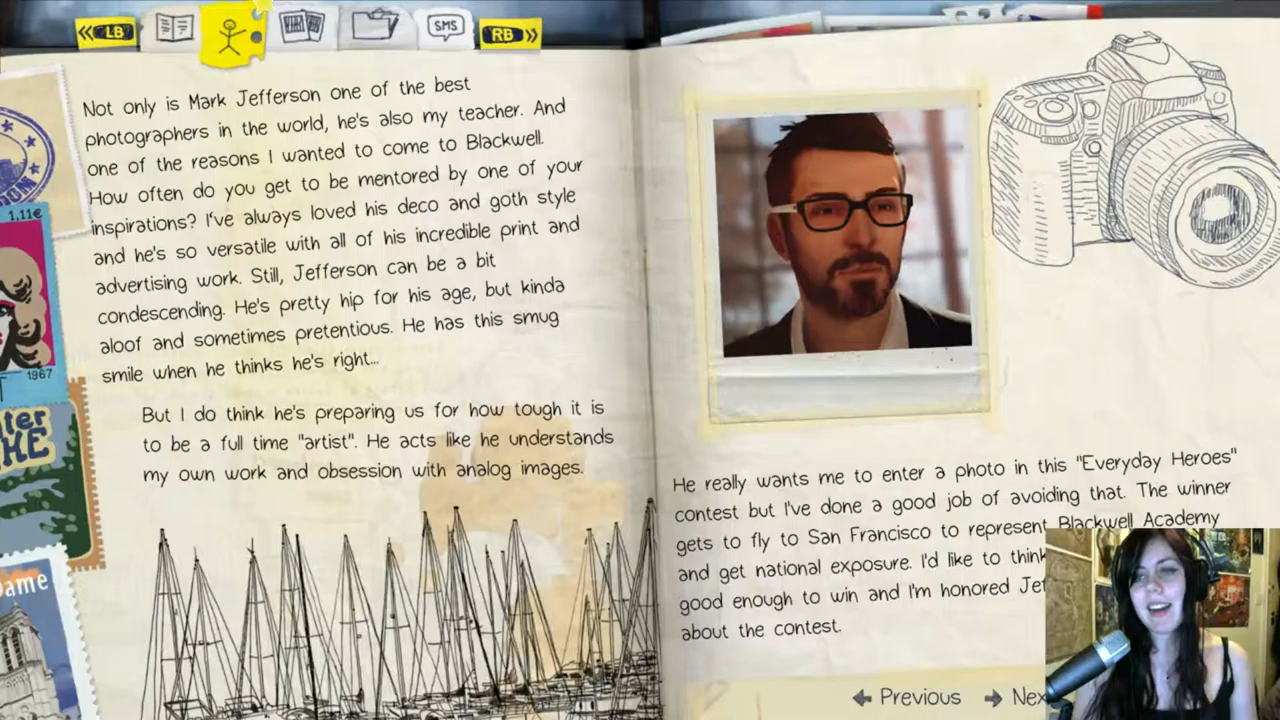 LB
SMS
RB
Not only is Mark Jefferson one of the best
photographers in the world, he's also my teacher. And
one of the reasons I wanted to come to Blackwell.
How often do you get to be mentored by one of your
inspirations? I've always loved his deco and goth style
and he's so versatile with all of his incredible print and
advertising work. Still, Jefferson can be a bit
condescending. He's pretty hip for his age, but kinda
aloof and sometimes pretentious. He has this smug
smile when he thinks he's right...
But I do think he's preparing us for how tough it is
to be a full time "artist". He acts like he understands
my own work and obsession with analog images.
1,11€
1967
ame
He really wants me to enter a photo in this "Everyday Heroes"
contest but I've done a good job of avoiding that. The winner
gets to fly to San Francisco to represent Blackwell Academy
and get national exposure. I'd like to think
good enough to win and I'm honored Jef
about the contest.
Previous
Nex